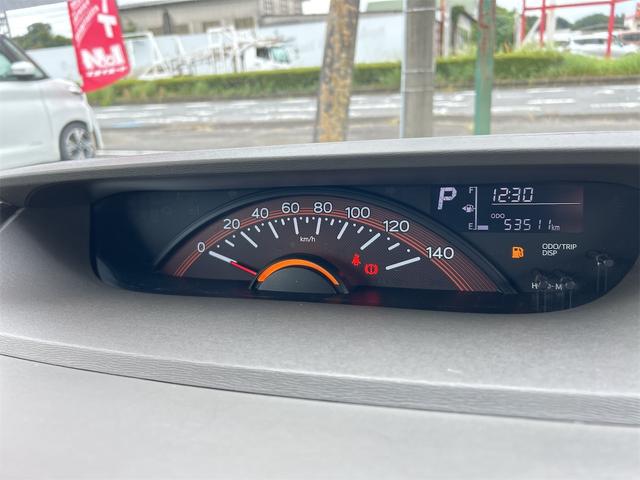 No.1
0 20 40 60 80 100 120 140
km/h
P
F
12:30
ODO
E
53511km
ODO/TRIP
DISP
H
M